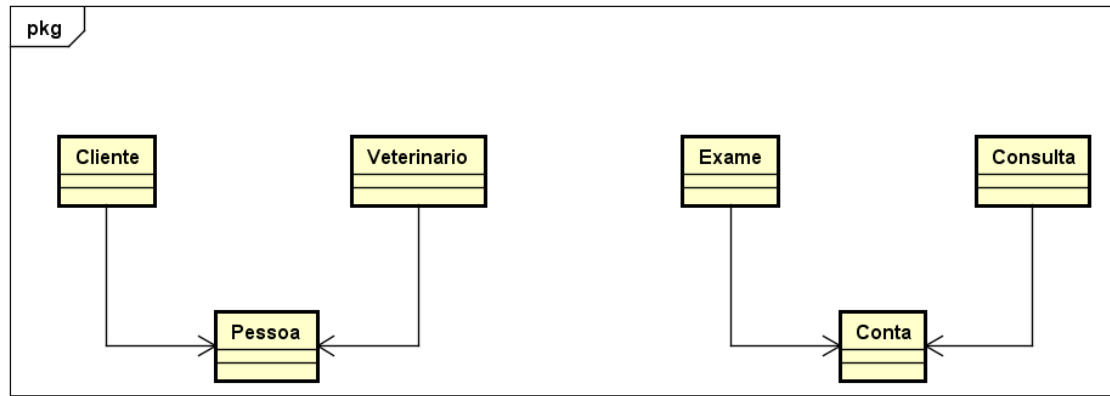 pkg
Cliente
Veterinario
Exame
Consulta
Pessoa
Conta